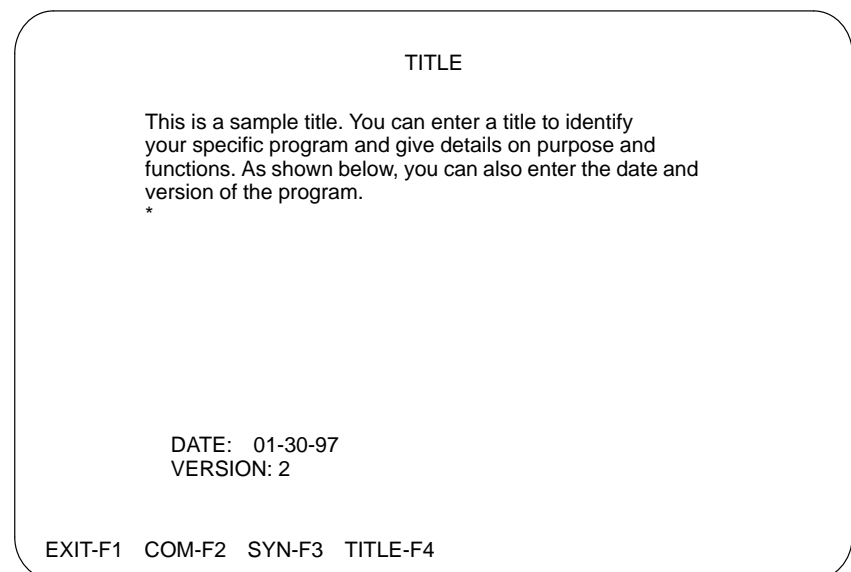 TITLE
This is a sample title. You can enter a title to identify
your specific program and give details on purpose and
functions. As shown below, you can also enter the date and
version of the program.
*
DATE: 01-30-97
VERSION: 2
EXIT-F1 COM-F2 SYN-F3 TITLE-F4